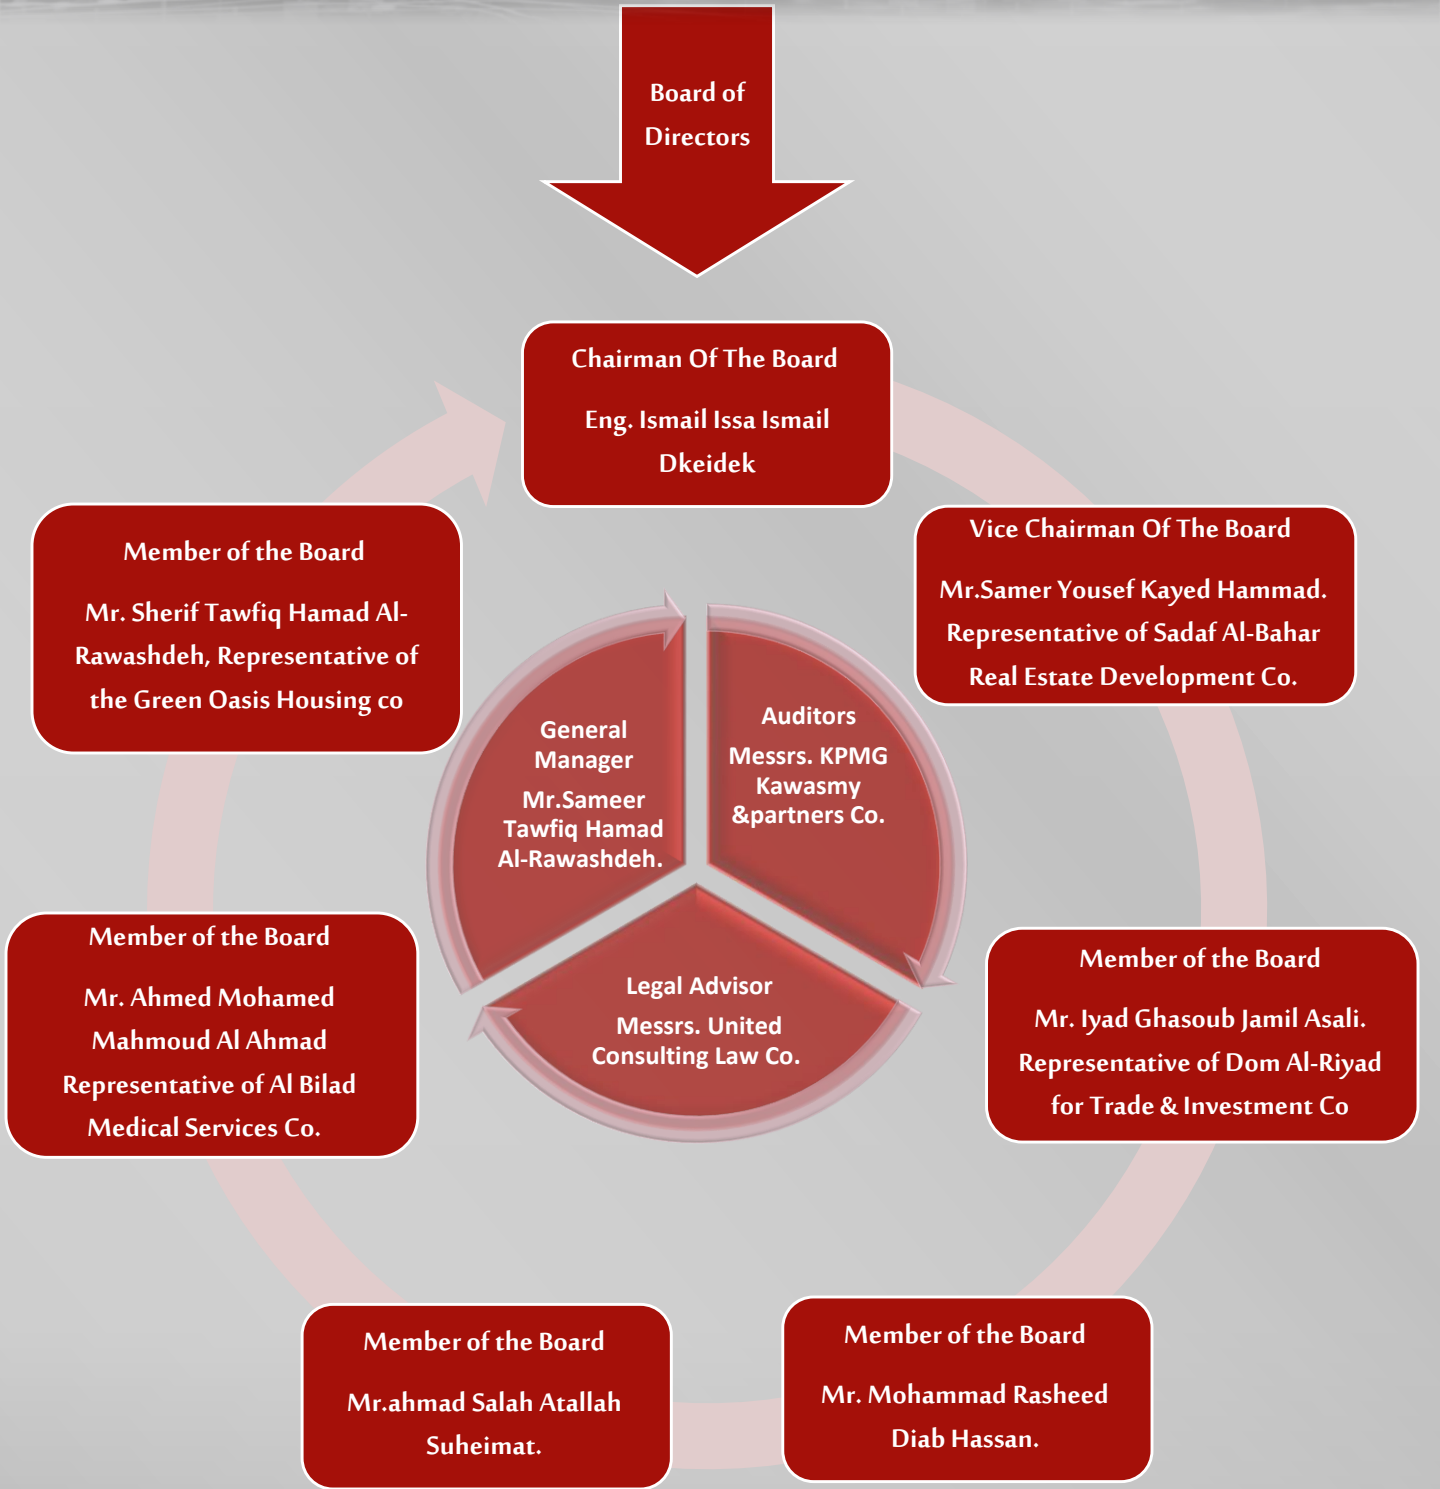 Board of
Directors
Chairman Of The Board
Eng. Ismail Issa Ismail
Dkeidek
Vice Chairman Of The Board
Mr.Samer Yousef Kayed Hammad.
Representative of Sadaf Al-Bahar
Real Estate Development Co.
Member of the Board
Mr. Iyad Ghasoub Jamil Asali.
Representative of Dom Al-Riyad
for Trade & Investment Co
Member of the Board
Mr. Mohammad Rasheed
Diab Hassan.
Member of the Board
Mr.ahmad Salah Atallah
Suheimat.
Member of the Board
Mr. Ahmed Mohamed
Mahmoud Al Ahmad
Representative of Al Bilad
Medical Services Co.
Member of the Board
Mr. Sherif Tawfiq Hamad Al-
Rawashdeh, Representative of
the Green Oasis Housing co
General
Manager
Mr.Sameer
Tawfiq Hamad
Al-Rawashdeh.
Auditors
Messrs. KPMG
Kawasmy
&partners Co.
Legal Advisor
Messrs. United
Consulting Law Co.